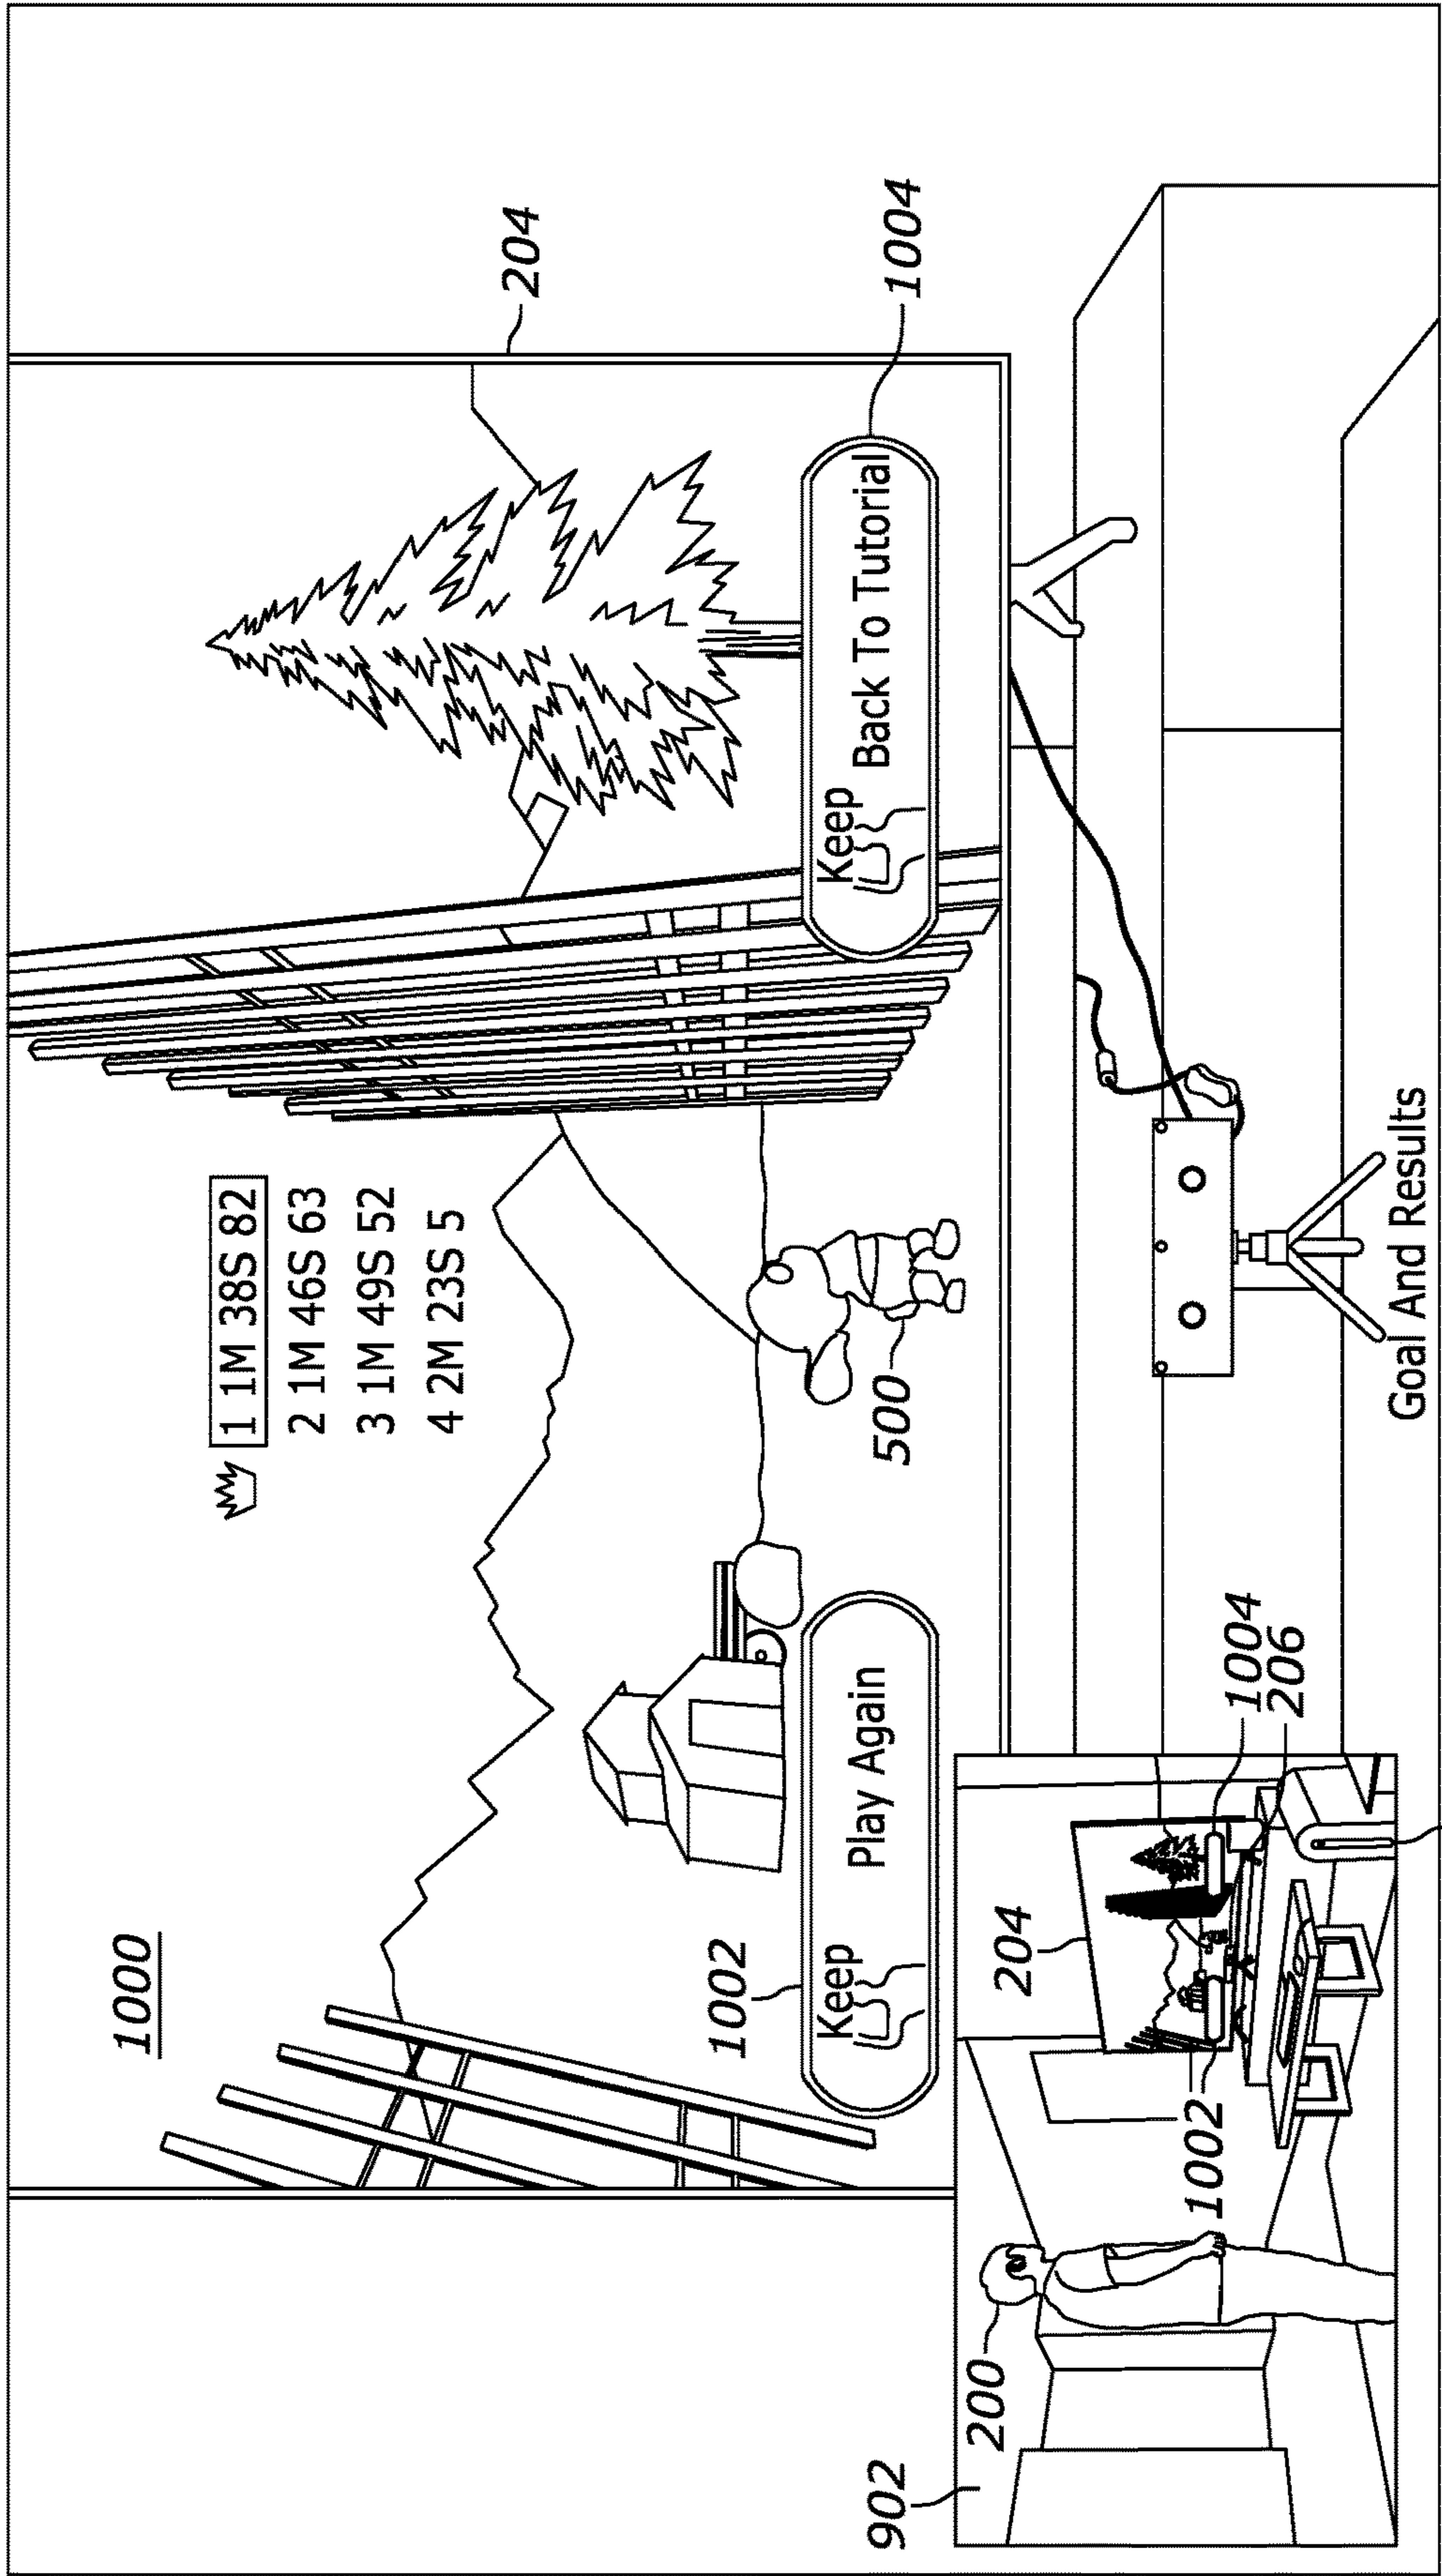 1000
1 1M 38S 82
2 1M 46S 63
3 1M 49S 52
4 2M 23S 5
204
1002
Keep
Play Again
500
Keep
Back To Tutorial
1004
902
200
1002
204
1004
206
Goal And Results